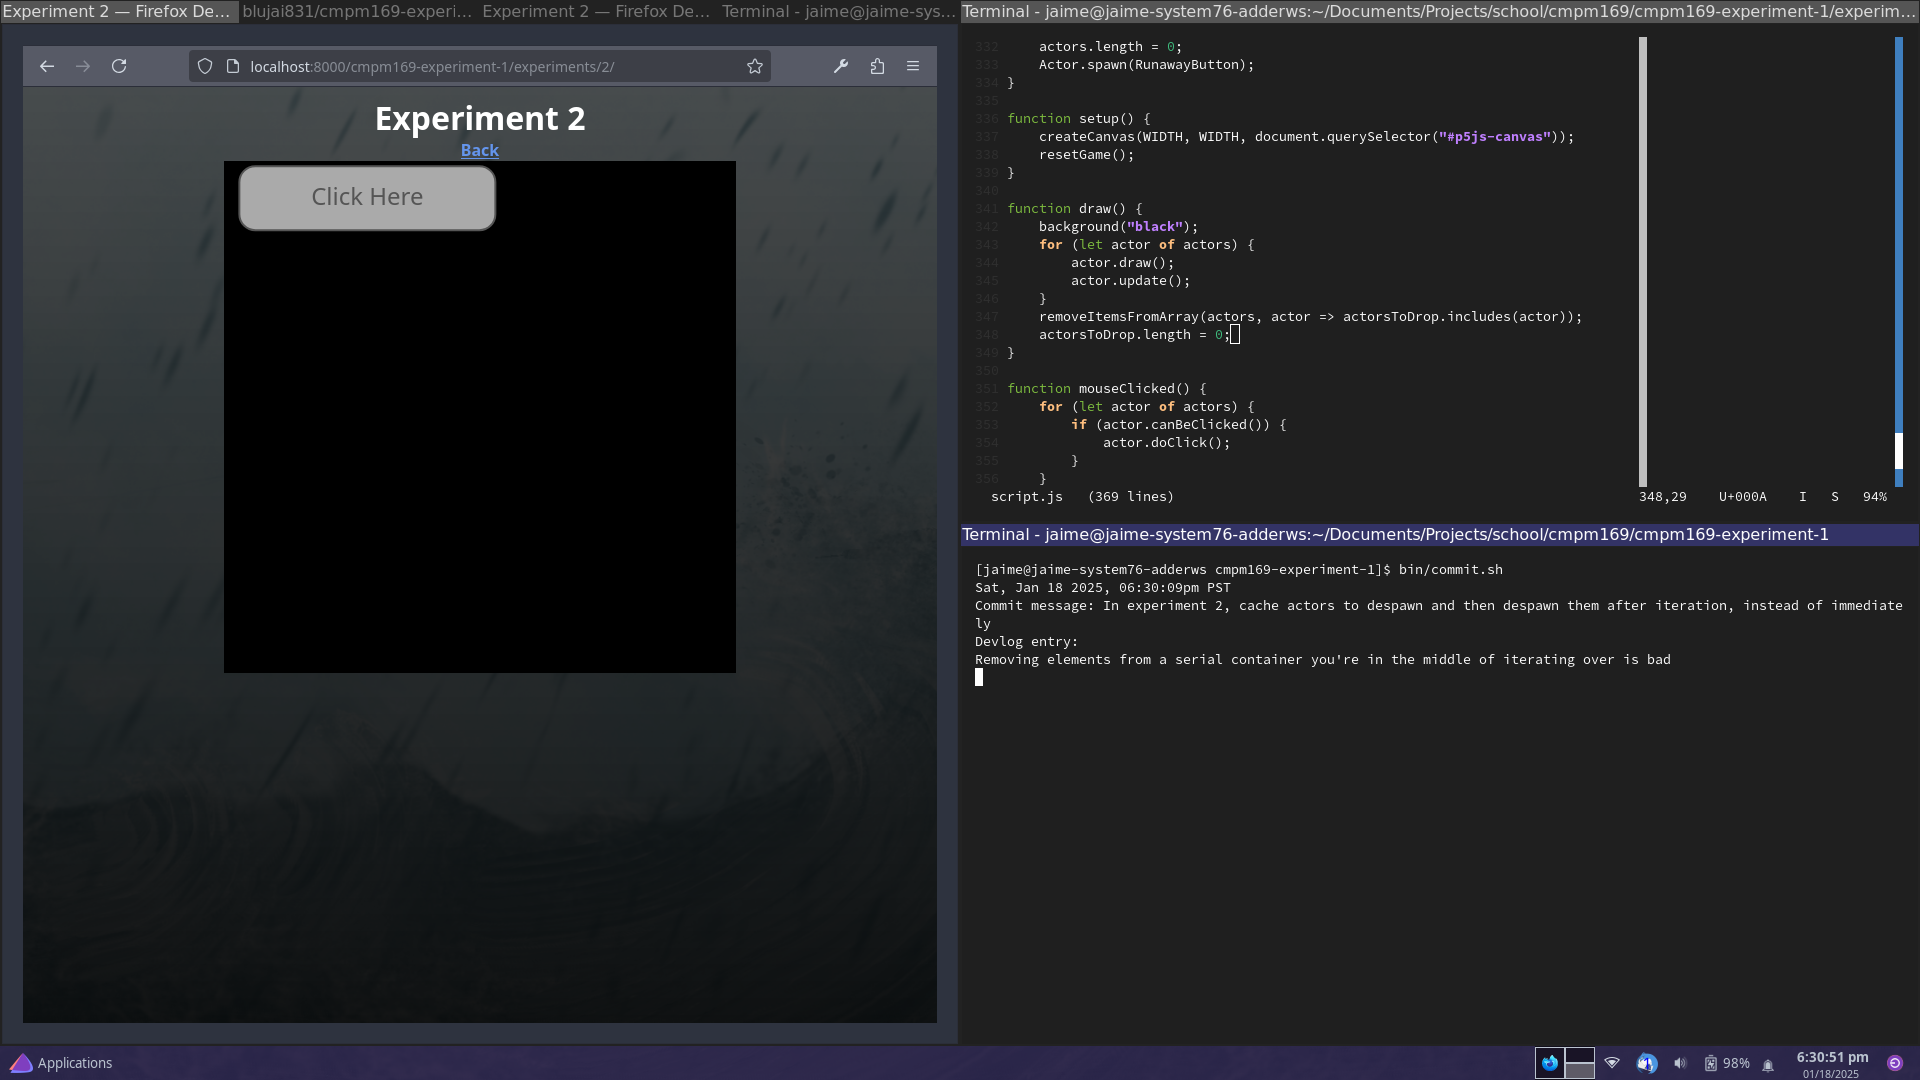 Experiment 2 — Firefox De...
blujai831/cmpm169-experi...
Experiment 2 — Firefox De...
Terminal - jaime@jaime-sys...
Terminal - jaime@jaime-system76-adderws:~/Documents/Projects/school/cmpm169/cmpm169-experiment-1/experim...
localhost:8000/cmpm169-experiment-1/experiments/2/
Experiment 2
Back
Click Here
332     actors.length = 0;
333     Actor.spawn(RunawayButton);
334 }
335
336 function setup() {
337     createCanvas(WIDTH, WIDTH, document.querySelector("#p5js-canvas"));
338     resetGame();
339 }
340
341 function draw() {
342     background("black");
343     for (let actor of actors) {
344         actor.draw();
345         actor.update();
346     }
347     removeItemsFromArray(actors, actor => actorsToDrop.includes(actor));
348     actorsToDrop.length = 0;
349 }
350
351 function mouseClicked() {
352     for (let actor of actors) {
353         if (actor.canBeClicked()) {
354             actor.doClick();
355         }
356     }
script.js   (369 lines)   348,29   U+000A   I   S   94%
Terminal - jaime@jaime-system76-adderws:~/Documents/Projects/school/cmpm169/cmpm169-experiment-1
[jaime@jaime-system76-adderws cmpm169-experiment-1]$ bin/commit.sh
Sat, Jan 18 2025, 06:30:09pm PST
Commit message: In experiment 2, cache actors to despawn and then despawn them after iteration, instead of immediate
ly
Devlog entry:
Removing elements from a serial container you're in the middle of iterating over is bad
Applications
98%
6:30:51 pm
01/18/2025